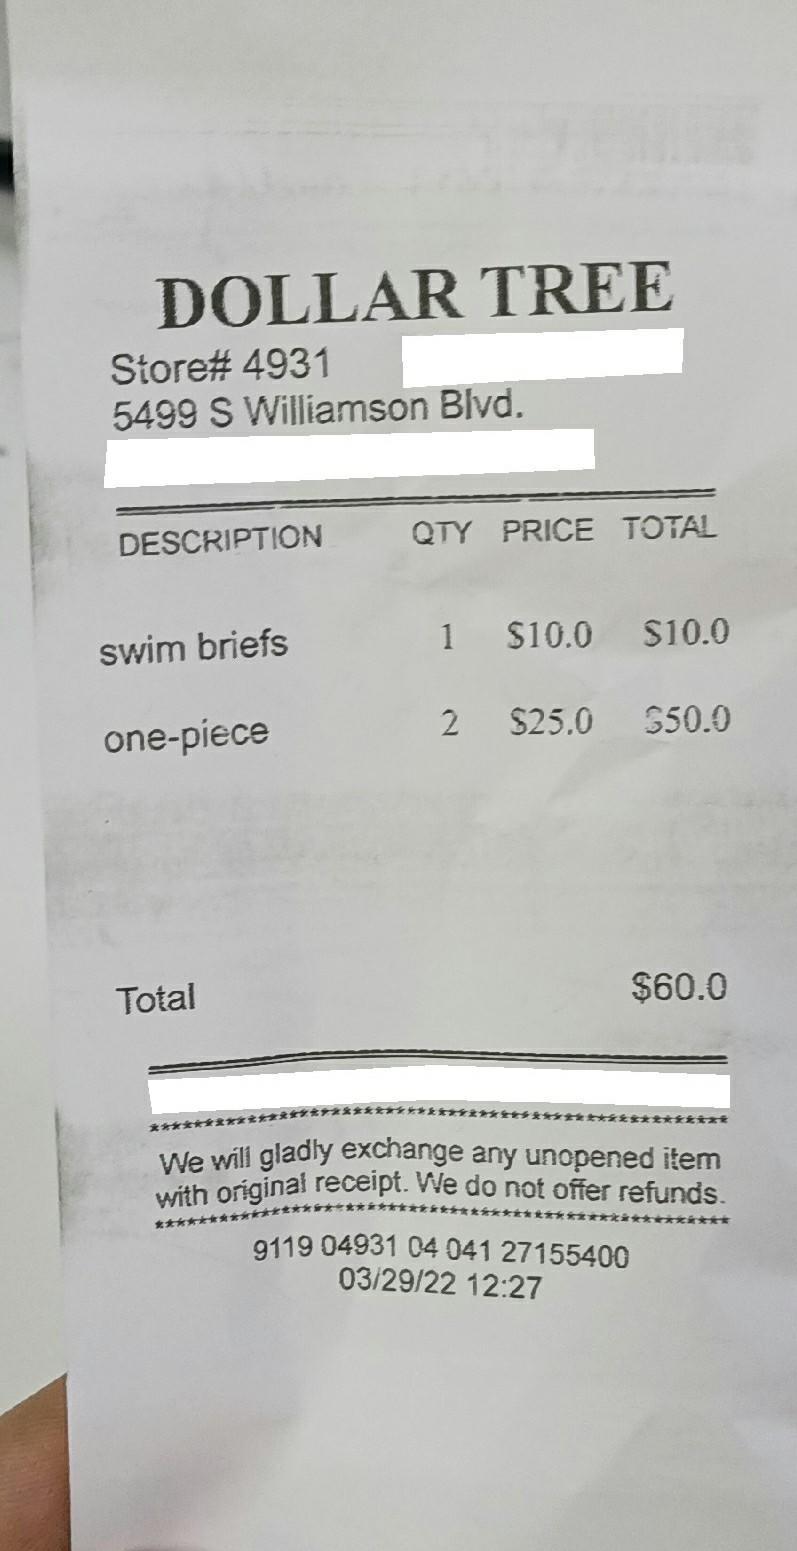 DOLLAR TREE
Store# 4931
5499 S Williamson Blvd.
DESCRIPTION QTY PRICE TOTAL
swim briefs 1 $10.0 $10.0
one-piece 2 $25.0 $50.0
Total $60.0
***************************************************************
We will gladly exchange any unopened item
with original receipt. We do not offer refunds.
***************************************************************
9119 04931 04 041 27155400
03/29/22 12:27